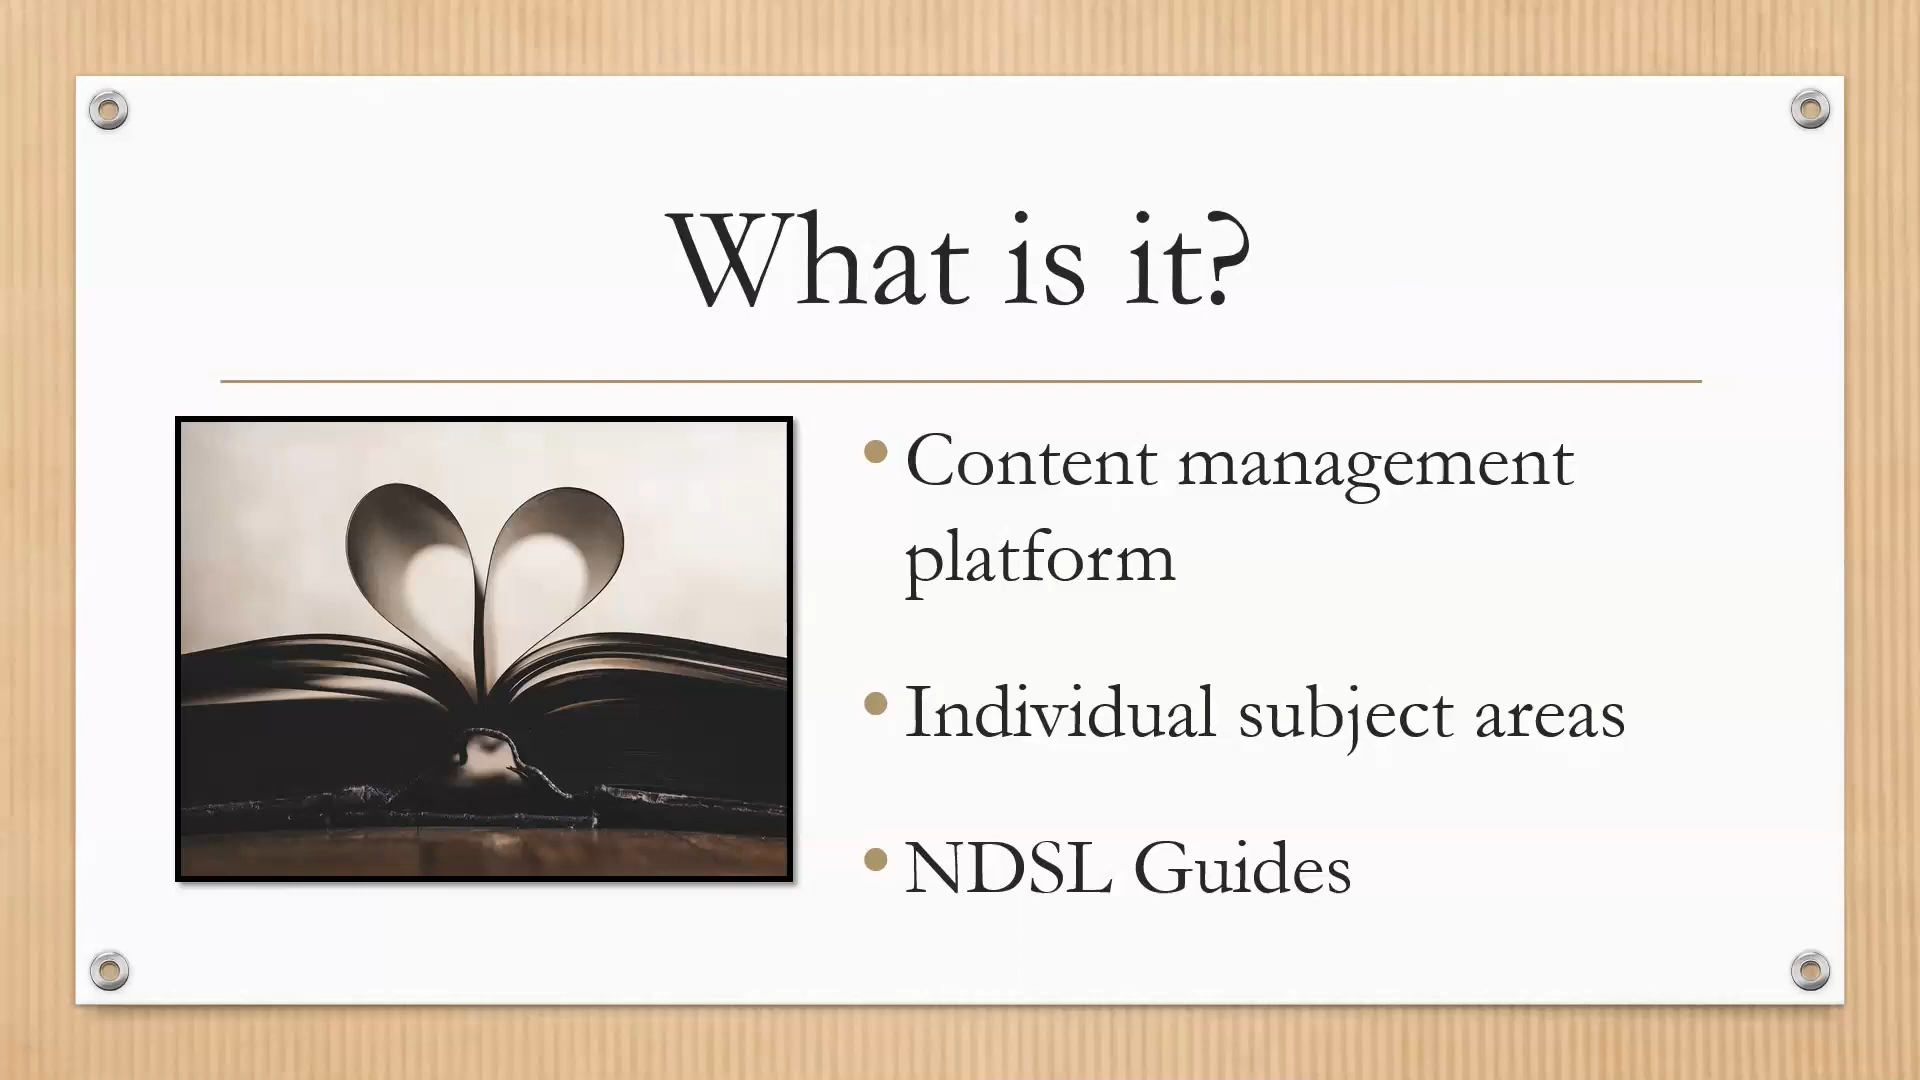 What is it?
• Content management
platform
• Individual subject areas
• NDSL Guides